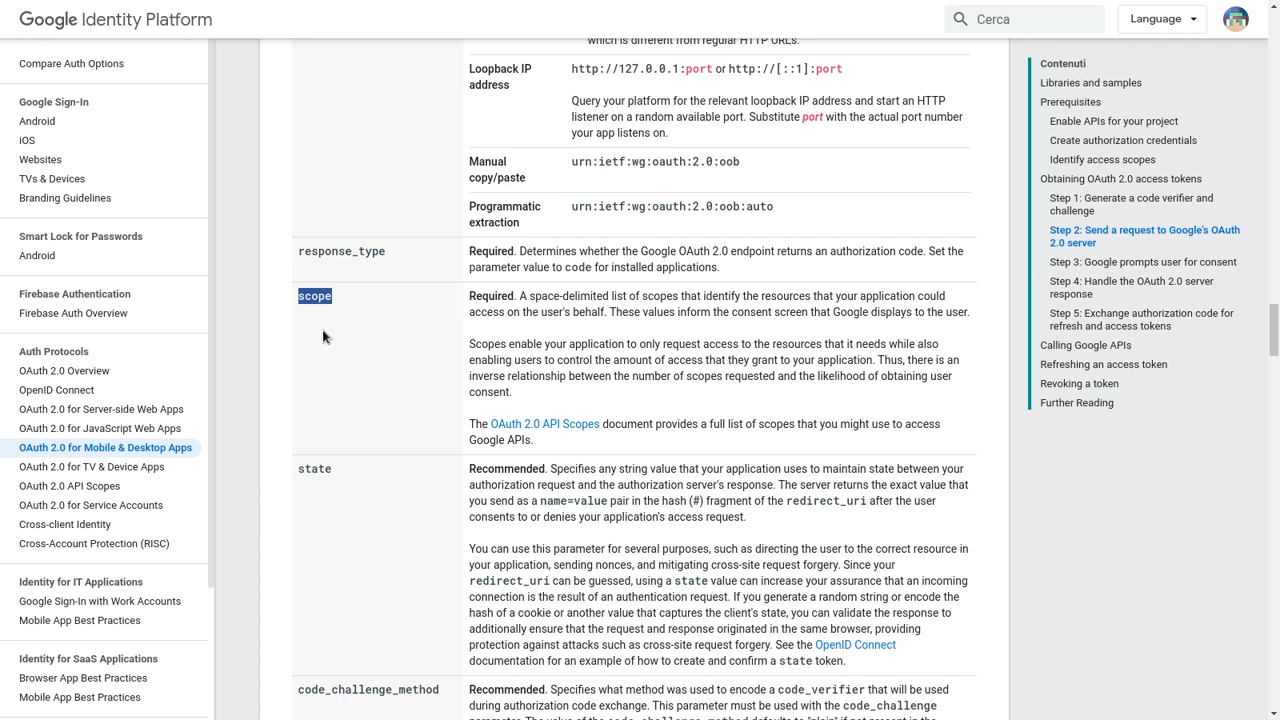 Google Identity Platform
Cerca
Language
Compare Auth Options
Google Sign-In
Android
iOS
Websites
TVs & Devices
Branding Guidelines
Smart Lock for Passwords
Android
Firebase Authentication
Firebase Auth Overview
Auth Protocols
OAuth 2.0 Overview
OpenID Connect
OAuth 2.0 for Server-side Web Apps
OAuth 2.0 for JavaScript Web Apps
OAuth 2.0 for Mobile & Desktop Apps
OAuth 2.0 for TV & Device Apps
OAuth 2.0 API Scopes
OAuth 2.0 for Service Accounts
Cross-client Identity
Cross-Account Protection (RISC)
Identity for IT Applications
Google Sign-In with Work Accounts
Mobile App Best Practices
Identity for SaaS Applications
Browser App Best Practices
Mobile App Best Practices
which is different from regular HTTP URLs.
Loopback IP
address
http://127.0.0.1:port or http://[::1]:port
Query your platform for the relevant loopback IP address and start an HTTP
listener on a random available port. Substitute port with the actual port number
your app listens on.
Manual
copy/paste
urn:ietf:wg:oauth:2.0:oob
Programmatic
extraction
urn:ietf:wg:oauth:2.0:oob:auto
response_type
Required. Determines whether the Google OAuth 2.0 endpoint returns an authorization code. Set the
parameter value to code for installed applications.
scope
Required. A space-delimited list of scopes that identify the resources that your application could
access on the user's behalf. These values inform the consent screen that Google displays to the user.
Scopes enable your application to only request access to the resources that it needs while also
enabling users to control the amount of access that they grant to your application. Thus, there is an
inverse relationship between the number of scopes requested and the likelihood of obtaining user
consent.
The OAuth 2.0 API Scopes document provides a full list of scopes that you might use to access
Google APIs.
state
Recommended. Specifies any string value that your application uses to maintain state between your
authorization request and the authorization server's response. The server returns the exact value that
you send as a name=value pair in the hash (#) fragment of the redirect_uri after the user
consents to or denies your application's access request.
You can use this parameter for several purposes, such as directing the user to the correct resource in
your application, sending nonces, and mitigating cross-site request forgery. Since your
redirect_uri can be guessed, using a state value can increase your assurance that an incoming
connection is the result of an authentication request. If you generate a random string or encode the
hash of a cookie or another value that captures the client's state, you can validate the response to
additionally ensure that the request and response originated in the same browser, providing
protection against attacks such as cross-site request forgery. See the OpenID Connect
documentation for an example of how to create and confirm a state token.
code_challenge_method
Recommended. Specifies what method was used to encode a code_verifier that will be used
during authorization code exchange. This parameter must be used with the code_challenge
parameter. The value of the code_challenge_method defaults to "plain" if not present in the
Contenuti
Libraries and samples
Prerequisites
Enable APIs for your project
Create authorization credentials
Identify access scopes
Obtaining OAuth 2.0 access tokens
Step 1: Generate a code verifier and
challenge
Step 2: Send a request to Google's OAuth
2.0 server
Step 3: Google prompts user for consent
Step 4: Handle the OAuth 2.0 server
response
Step 5: Exchange authorization code for
refresh and access tokens
Calling Google APIs
Refreshing an access token
Revoking a token
Further Reading